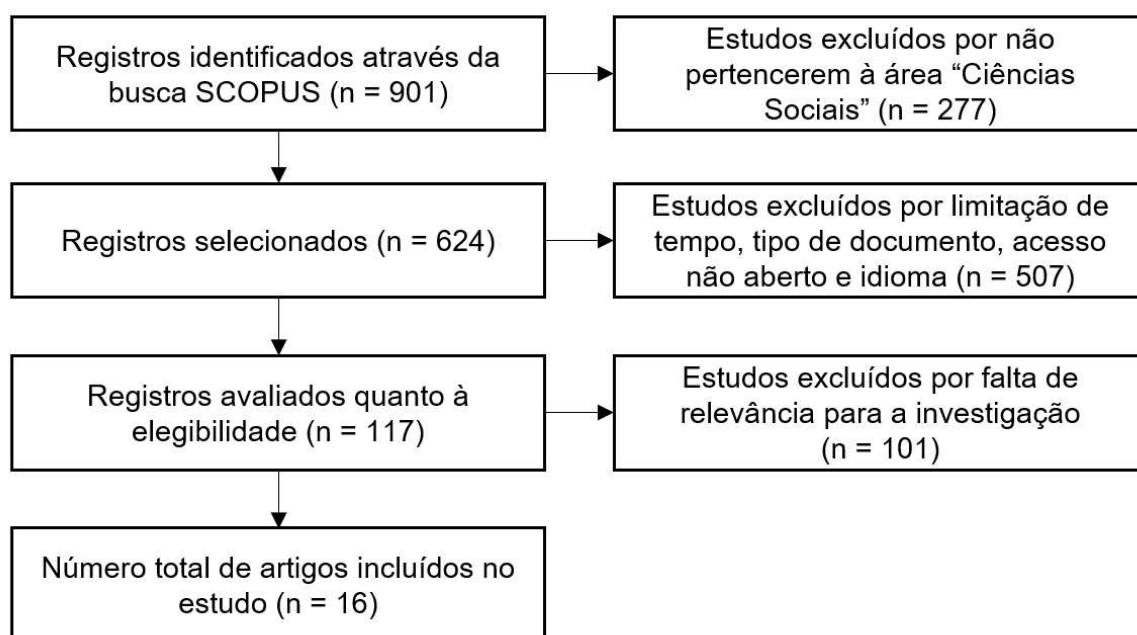 Registros identificados através da
busca SCOPUS (n = 901)
Estudos excluídos por não
pertencerem à área “Ciências
Sociais” (n = 277)
Registros selecionados (n = 624)
Estudos excluídos por limitação de
tempo, tipo de documento, acesso
não aberto e idioma (n = 507)
Registros avaliados quanto à
elegibilidade (n = 117)
Estudos excluídos por falta de
relevância para a investigação
(n = 101)
Número total de artigos incluídos no
estudo (n = 16)